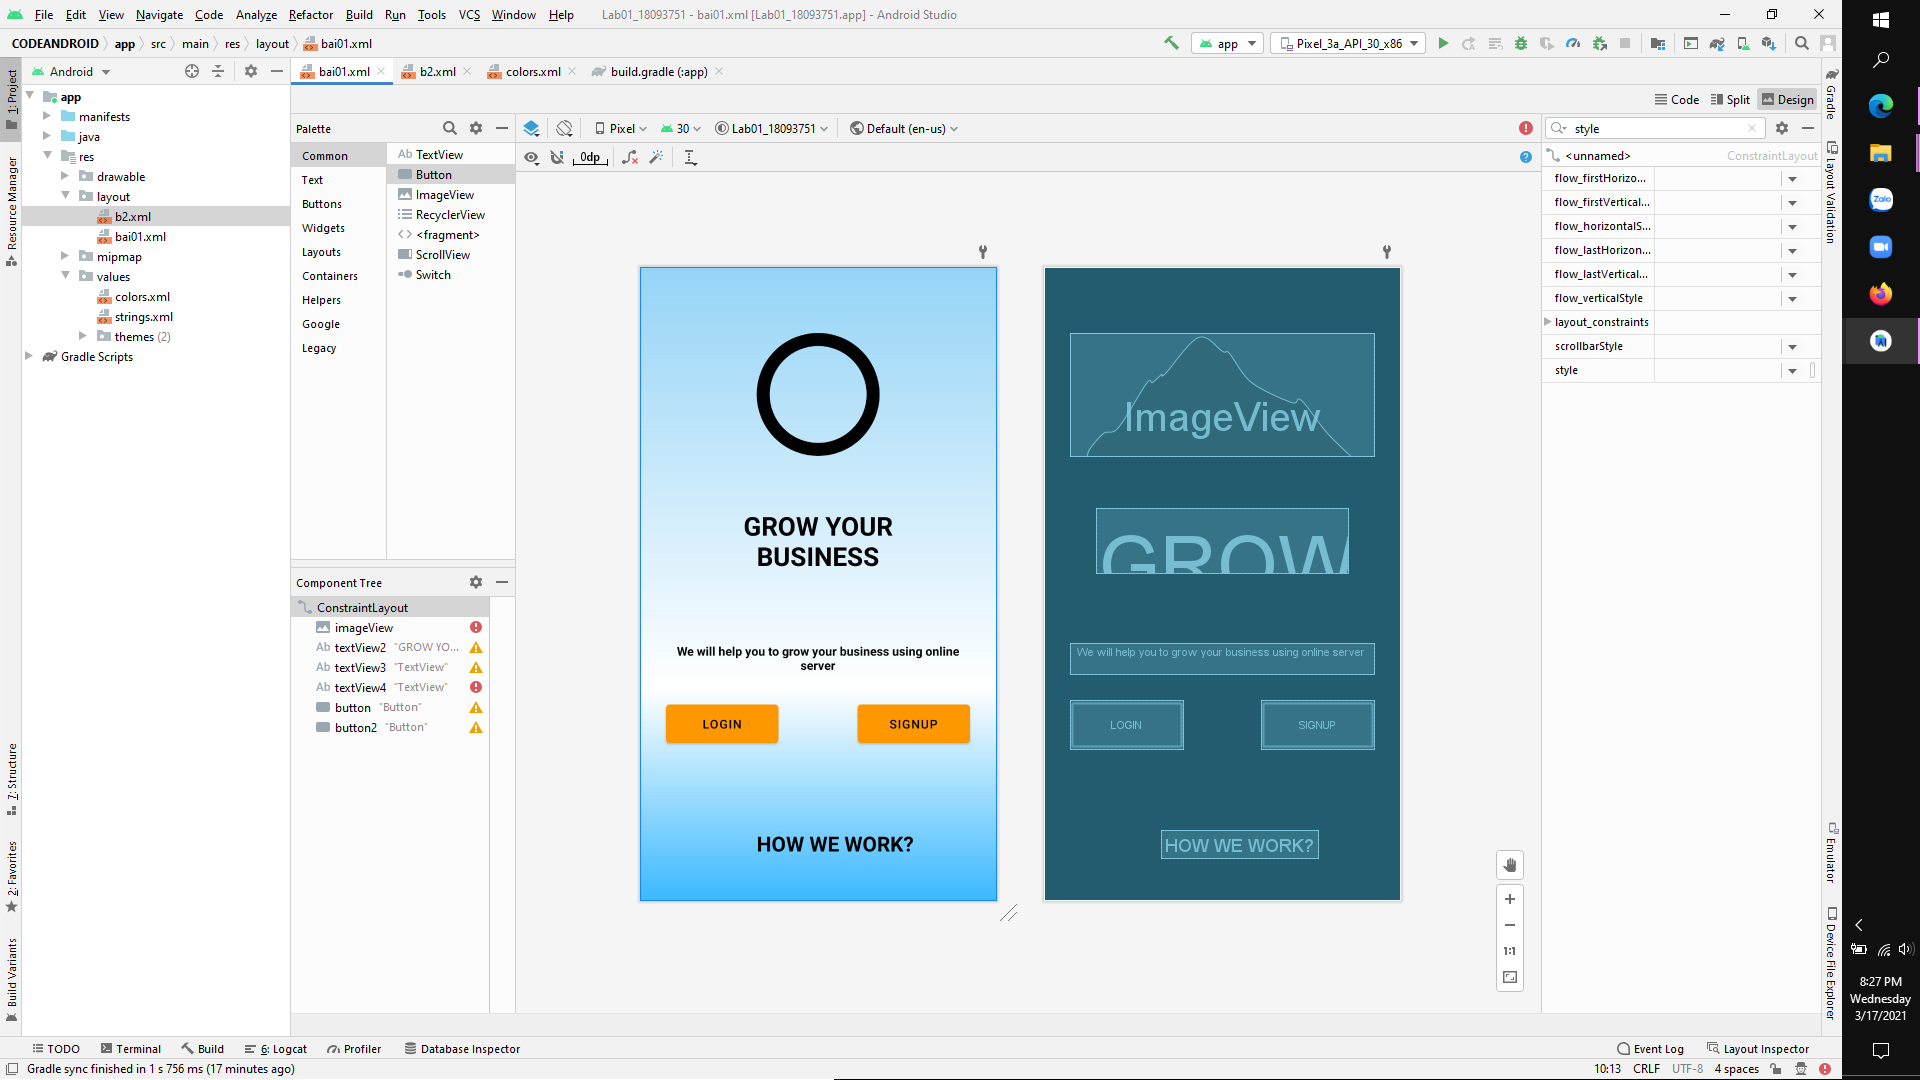 File Edit View Navigate Code Analyze Refactor Build Run Tools VCS Window Help Lab01_18093751 - bai01.xml [Lab01_18093751.app] - Android Studio
CODEANDROID app src main res layout bai01.xml
app Pixel_3a_API_30_x86
Android
bai01.xml b2.xml colors.xml build.gradle (:app)
Code Split Design
1: Project
Resource Manager
7: Structure
2: Favorites
Build Variants
app
manifests
java
res
drawable
layout
b2.xml
bai01.xml
mipmap
values
colors.xml
strings.xml
themes (2)
Gradle Scripts
Palette
Common
Text
Buttons
Widgets
Layouts
Containers
Helpers
Google
Legacy
Ab TextView
Button
ImageView
RecyclerView
<fragment>
ScrollView
Switch
Component Tree
ConstraintLayout
imageView
Ab textView2 "GROW YO...
Ab textView3 "TextView"
Ab textView4 "TextView"
button "Button"
button2 "Button"
Pixel 30 Lab01_18093751 Default (en-us)
0dp
GROW YOUR
BUSINESS
We will help you to grow your business using online
server
LOGIN SIGNUP
HOW WE WORK?
ImageView
GROW
We will help you to grow your business using online
LOGIN SIGNUP
HOW WE WORK?
1:1
style
<unnamed> ConstraintLayout
flow_firstHorizo...
flow_firstVertical...
flow_horizontalS...
flow_lastHorizon...
flow_lastVertical...
flow_verticalStyle
layout_constraints
scrollbarStyle
style
Gradle
Layout Validation
Emulator
Device File Explorer
Zalo
8:27 PM
Wednesday
3/17/2021
TODO Terminal Build 6: Logcat Profiler Database Inspector Event Log Layout Inspector
Gradle sync finished in 1 s 756 ms (17 minutes ago) 10:13 CRLF UTF-8 4 spaces